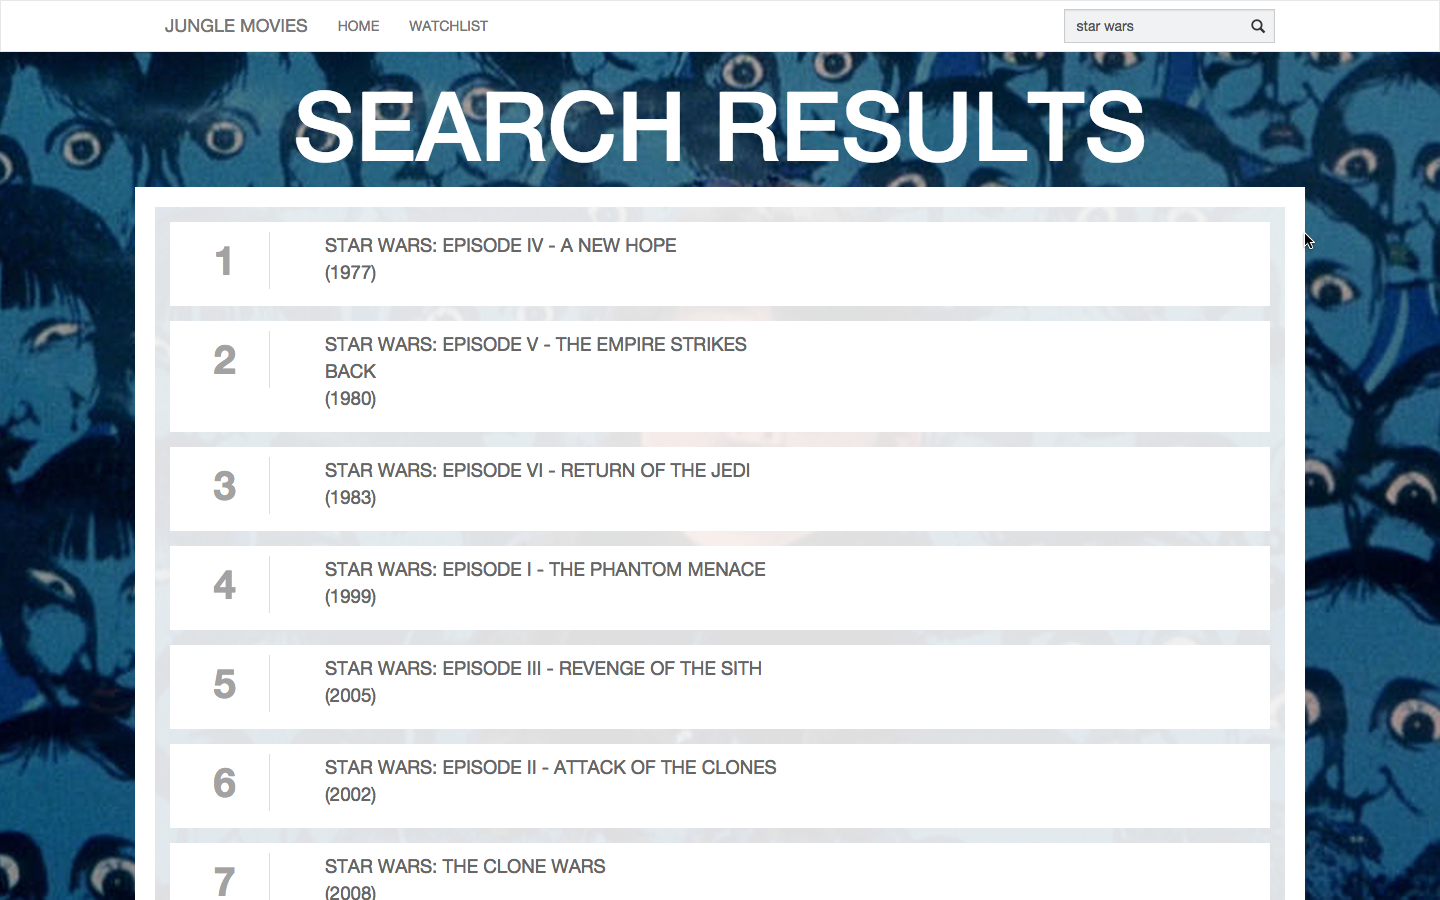 JUNGLE MOVIES HOME WATCHLIST star wars
SEARCH RESULTS
1 STAR WARS: EPISODE IV - A NEW HOPE
(1977)
2 STAR WARS: EPISODE V - THE EMPIRE STRIKES
BACK
(1980)
3 STAR WARS: EPISODE VI - RETURN OF THE JEDI
(1983)
4 STAR WARS: EPISODE I - THE PHANTOM MENACE
(1999)
5 STAR WARS: EPISODE III - REVENGE OF THE SITH
(2005)
6 STAR WARS: EPISODE II - ATTACK OF THE CLONES
(2002)
7 STAR WARS: THE CLONE WARS
(2008)